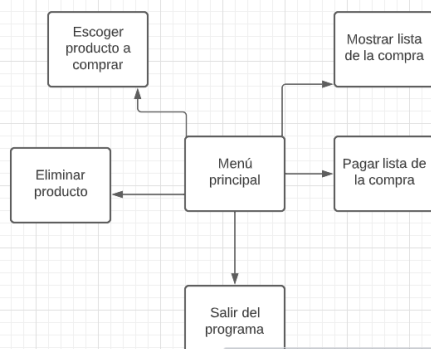 Escoger
producto a
comprar
Mostrar lista
de la compra
Menú
principal
Pagar lista de
la compra
Eliminar
producto
Salir del
programa